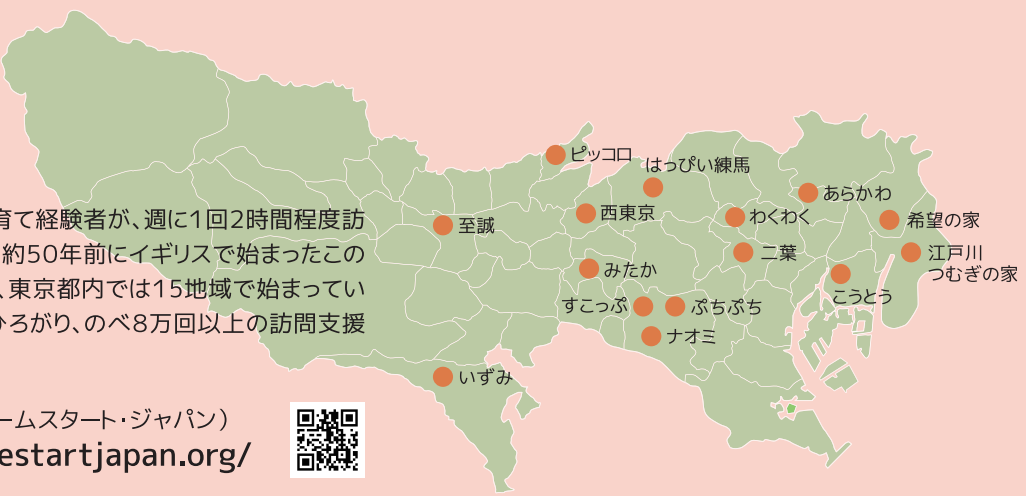 育て経験者が、週に1回2時間程度訪
約50年前にイギリスで始まったこの
、東京都内では15地域で始まってい
ひろがり、のべ8万回以上の訪問支援
ームスタート・ジャパン）
estartjapan.org/
ピッコロ
はっぴい練馬
至誠
西東京
わくわく
あらかわ
希望の家
二葉
江戸川
つむぎの家
みたか
こうとう
すこっぷ
ぷちぷち
ナオミ
いずみ